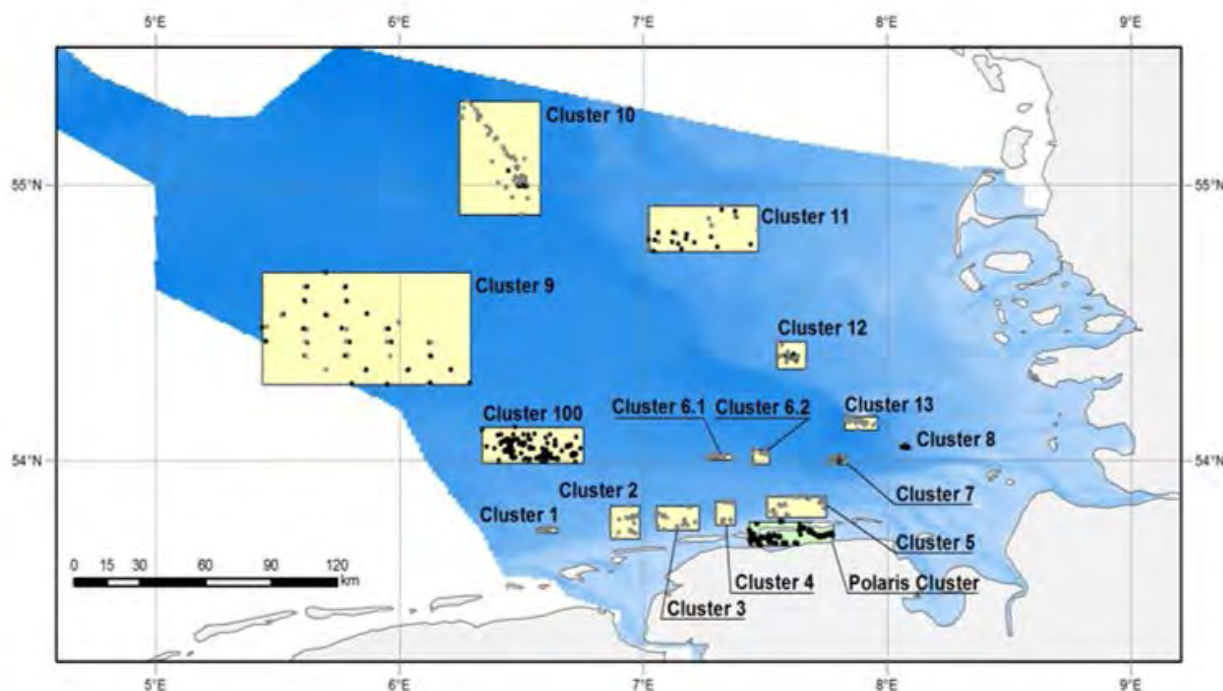 5°E 6°E 7°E 8°E 9°E
Cluster 10
55°N 55°N
Cluster 11
Cluster 9
Cluster 12
Cluster 100 Cluster 6.1 Cluster 6.2 Cluster 13
Cluster 8
54°N 54°N
Cluster 2 Cluster 7
Cluster 1
Cluster 5
0 15 30 60 90 120
km
Cluster 4 Polaris Cluster
Cluster 3
5°E 6°E 7°E 8°E 9°E